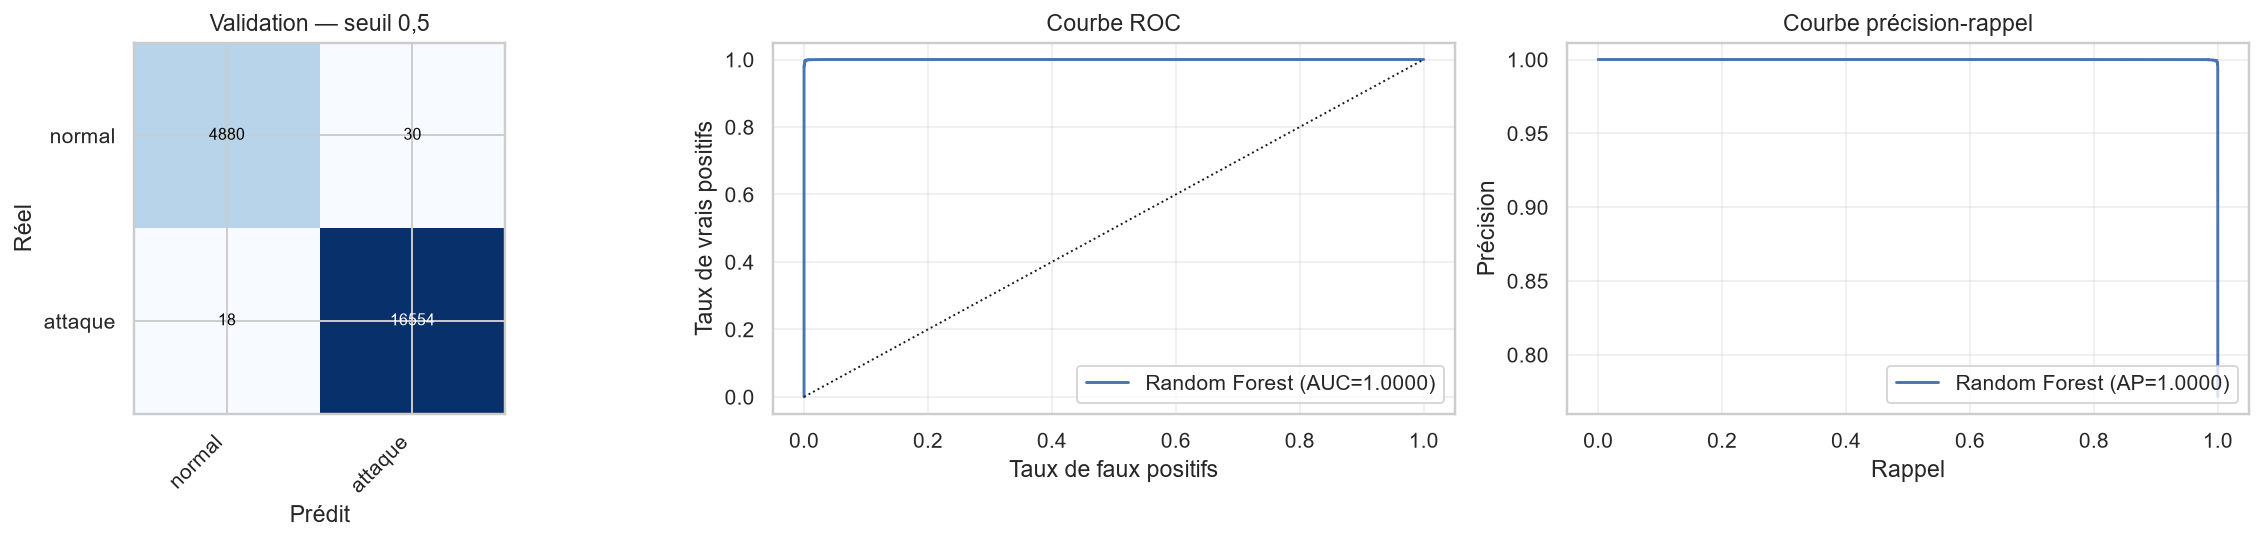 Validation — seuil 0,5
Réel
normal
attaque
4880
30
18
16554
normal
attaque
Prédit
Courbe ROC
Taux de vrais positifs
1.0
0.8
0.6
0.4
0.2
0.0
Random Forest (AUC=1.0000)
0.0 0.2 0.4 0.6 0.8 1.0
Taux de faux positifs
Courbe précision-rappel
Précision
1.00
0.95
0.90
0.85
0.80
Random Forest (AP=1.0000)
0.0 0.2 0.4 0.6 0.8 1.0
Rappel